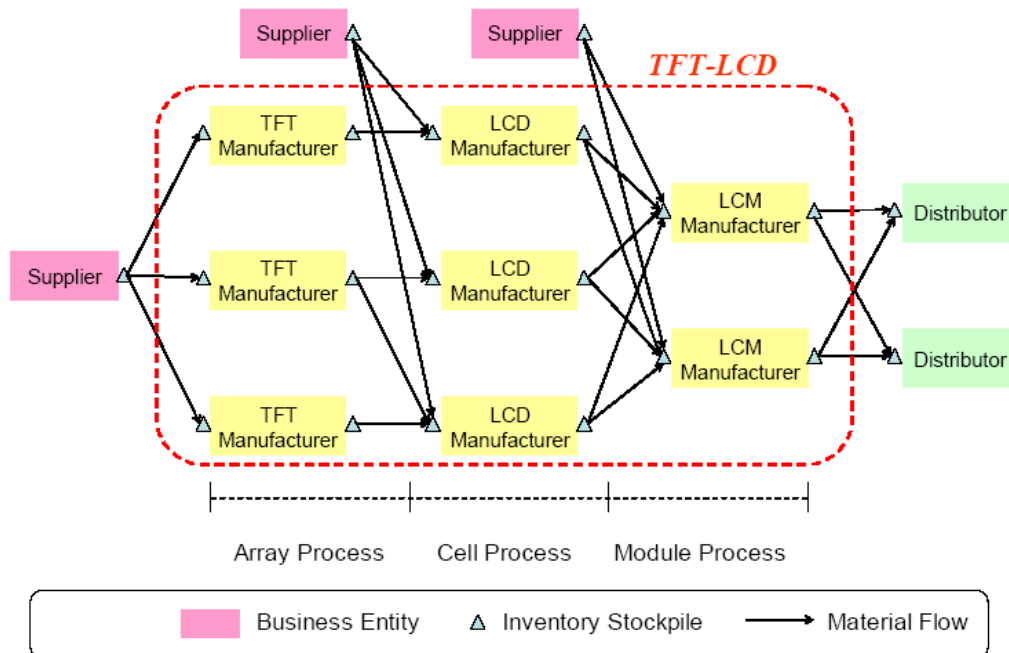 Supplier
Supplier
TFT-LCD
TFT
Manufacturer
LCD
Manufacturer
LCM
Manufacturer
Distributor
Supplier
TFT
Manufacturer
LCD
Manufacturer
LCM
Manufacturer
Distributor
TFT
Manufacturer
LCD
Manufacturer
Array Process
Cell Process
Module Process
Business Entity
Inventory Stockpile
Material Flow